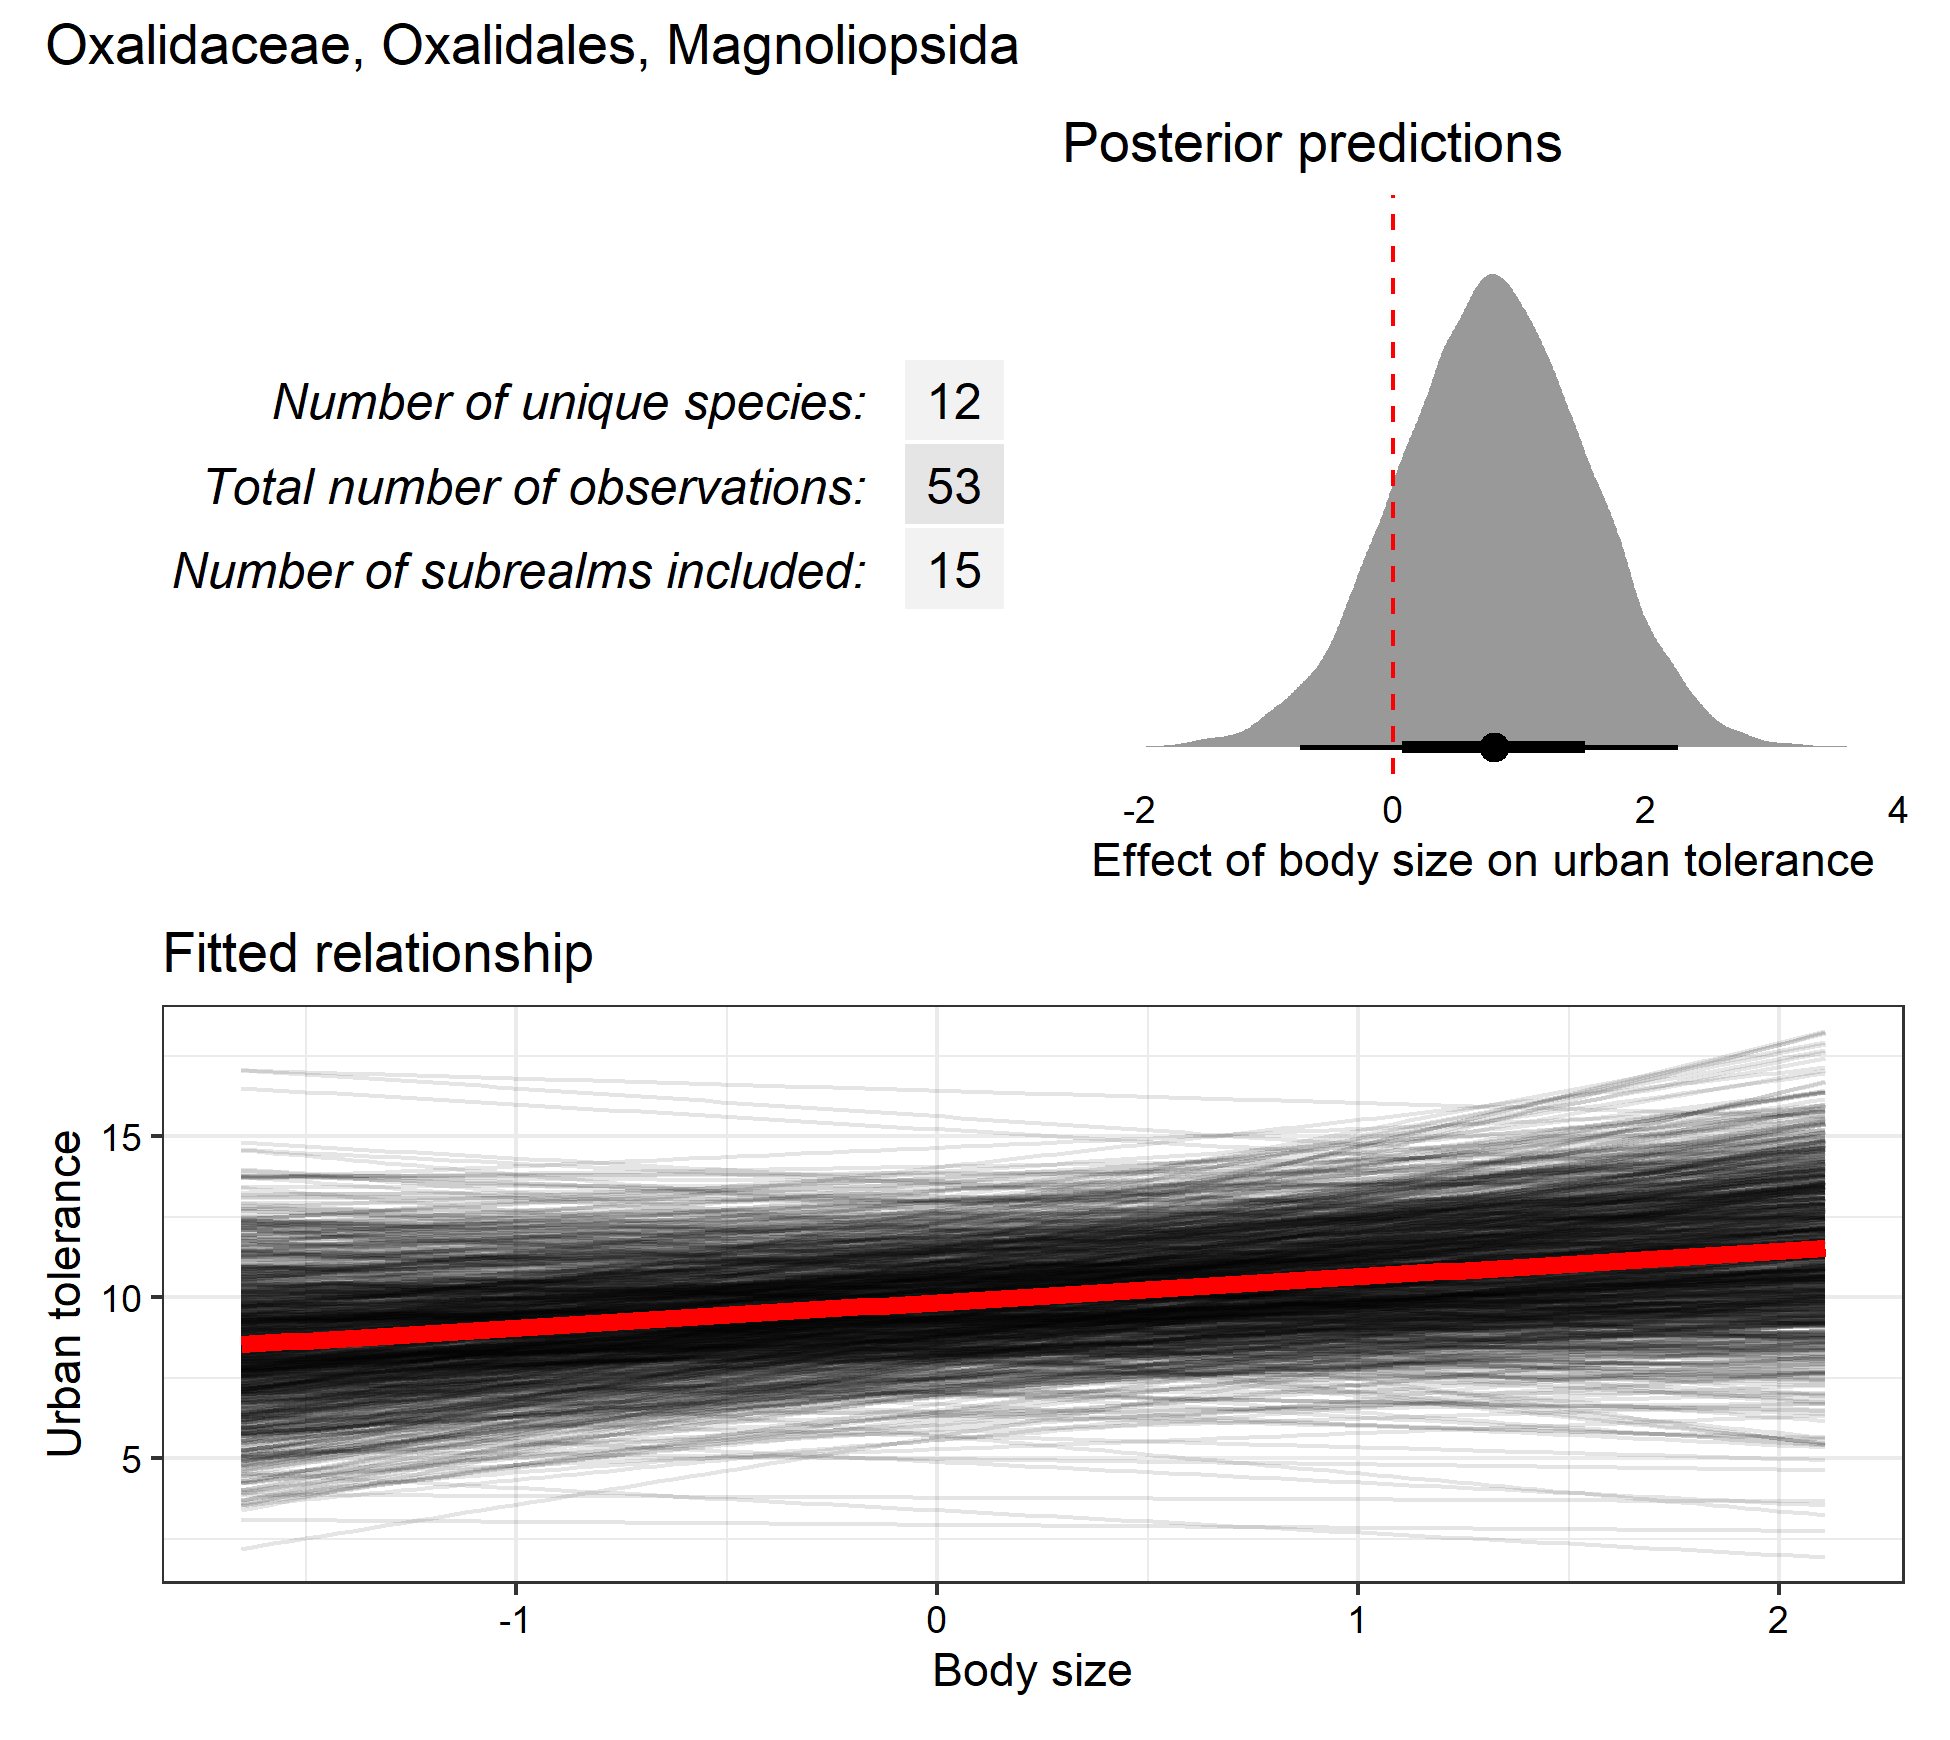 Oxalidaceae, Oxalidales, Magnoliopsida
Posterior predictions
Number of unique species: 12
Total number of observations: 53
Number of subrealms included: 15
-2 0 2 4
Effect of body size on urban tolerance
Fitted relationship
Urban tolerance
15
10
5
-1 0 1 2
Body size